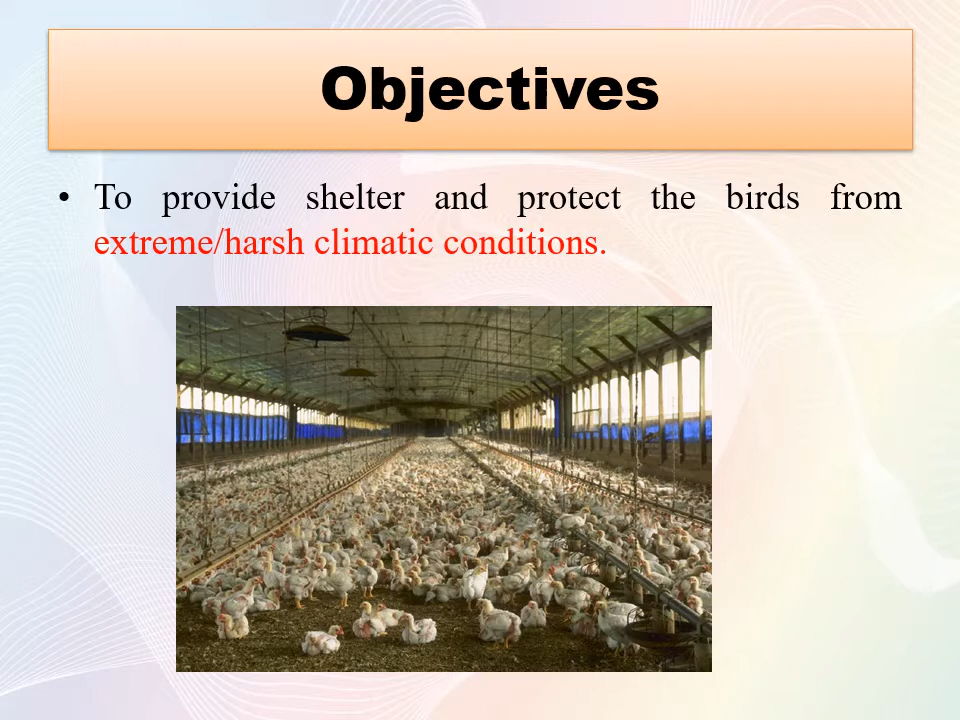 Objectives
• To provide shelter and protect the birds from
extreme/harsh climatic conditions.